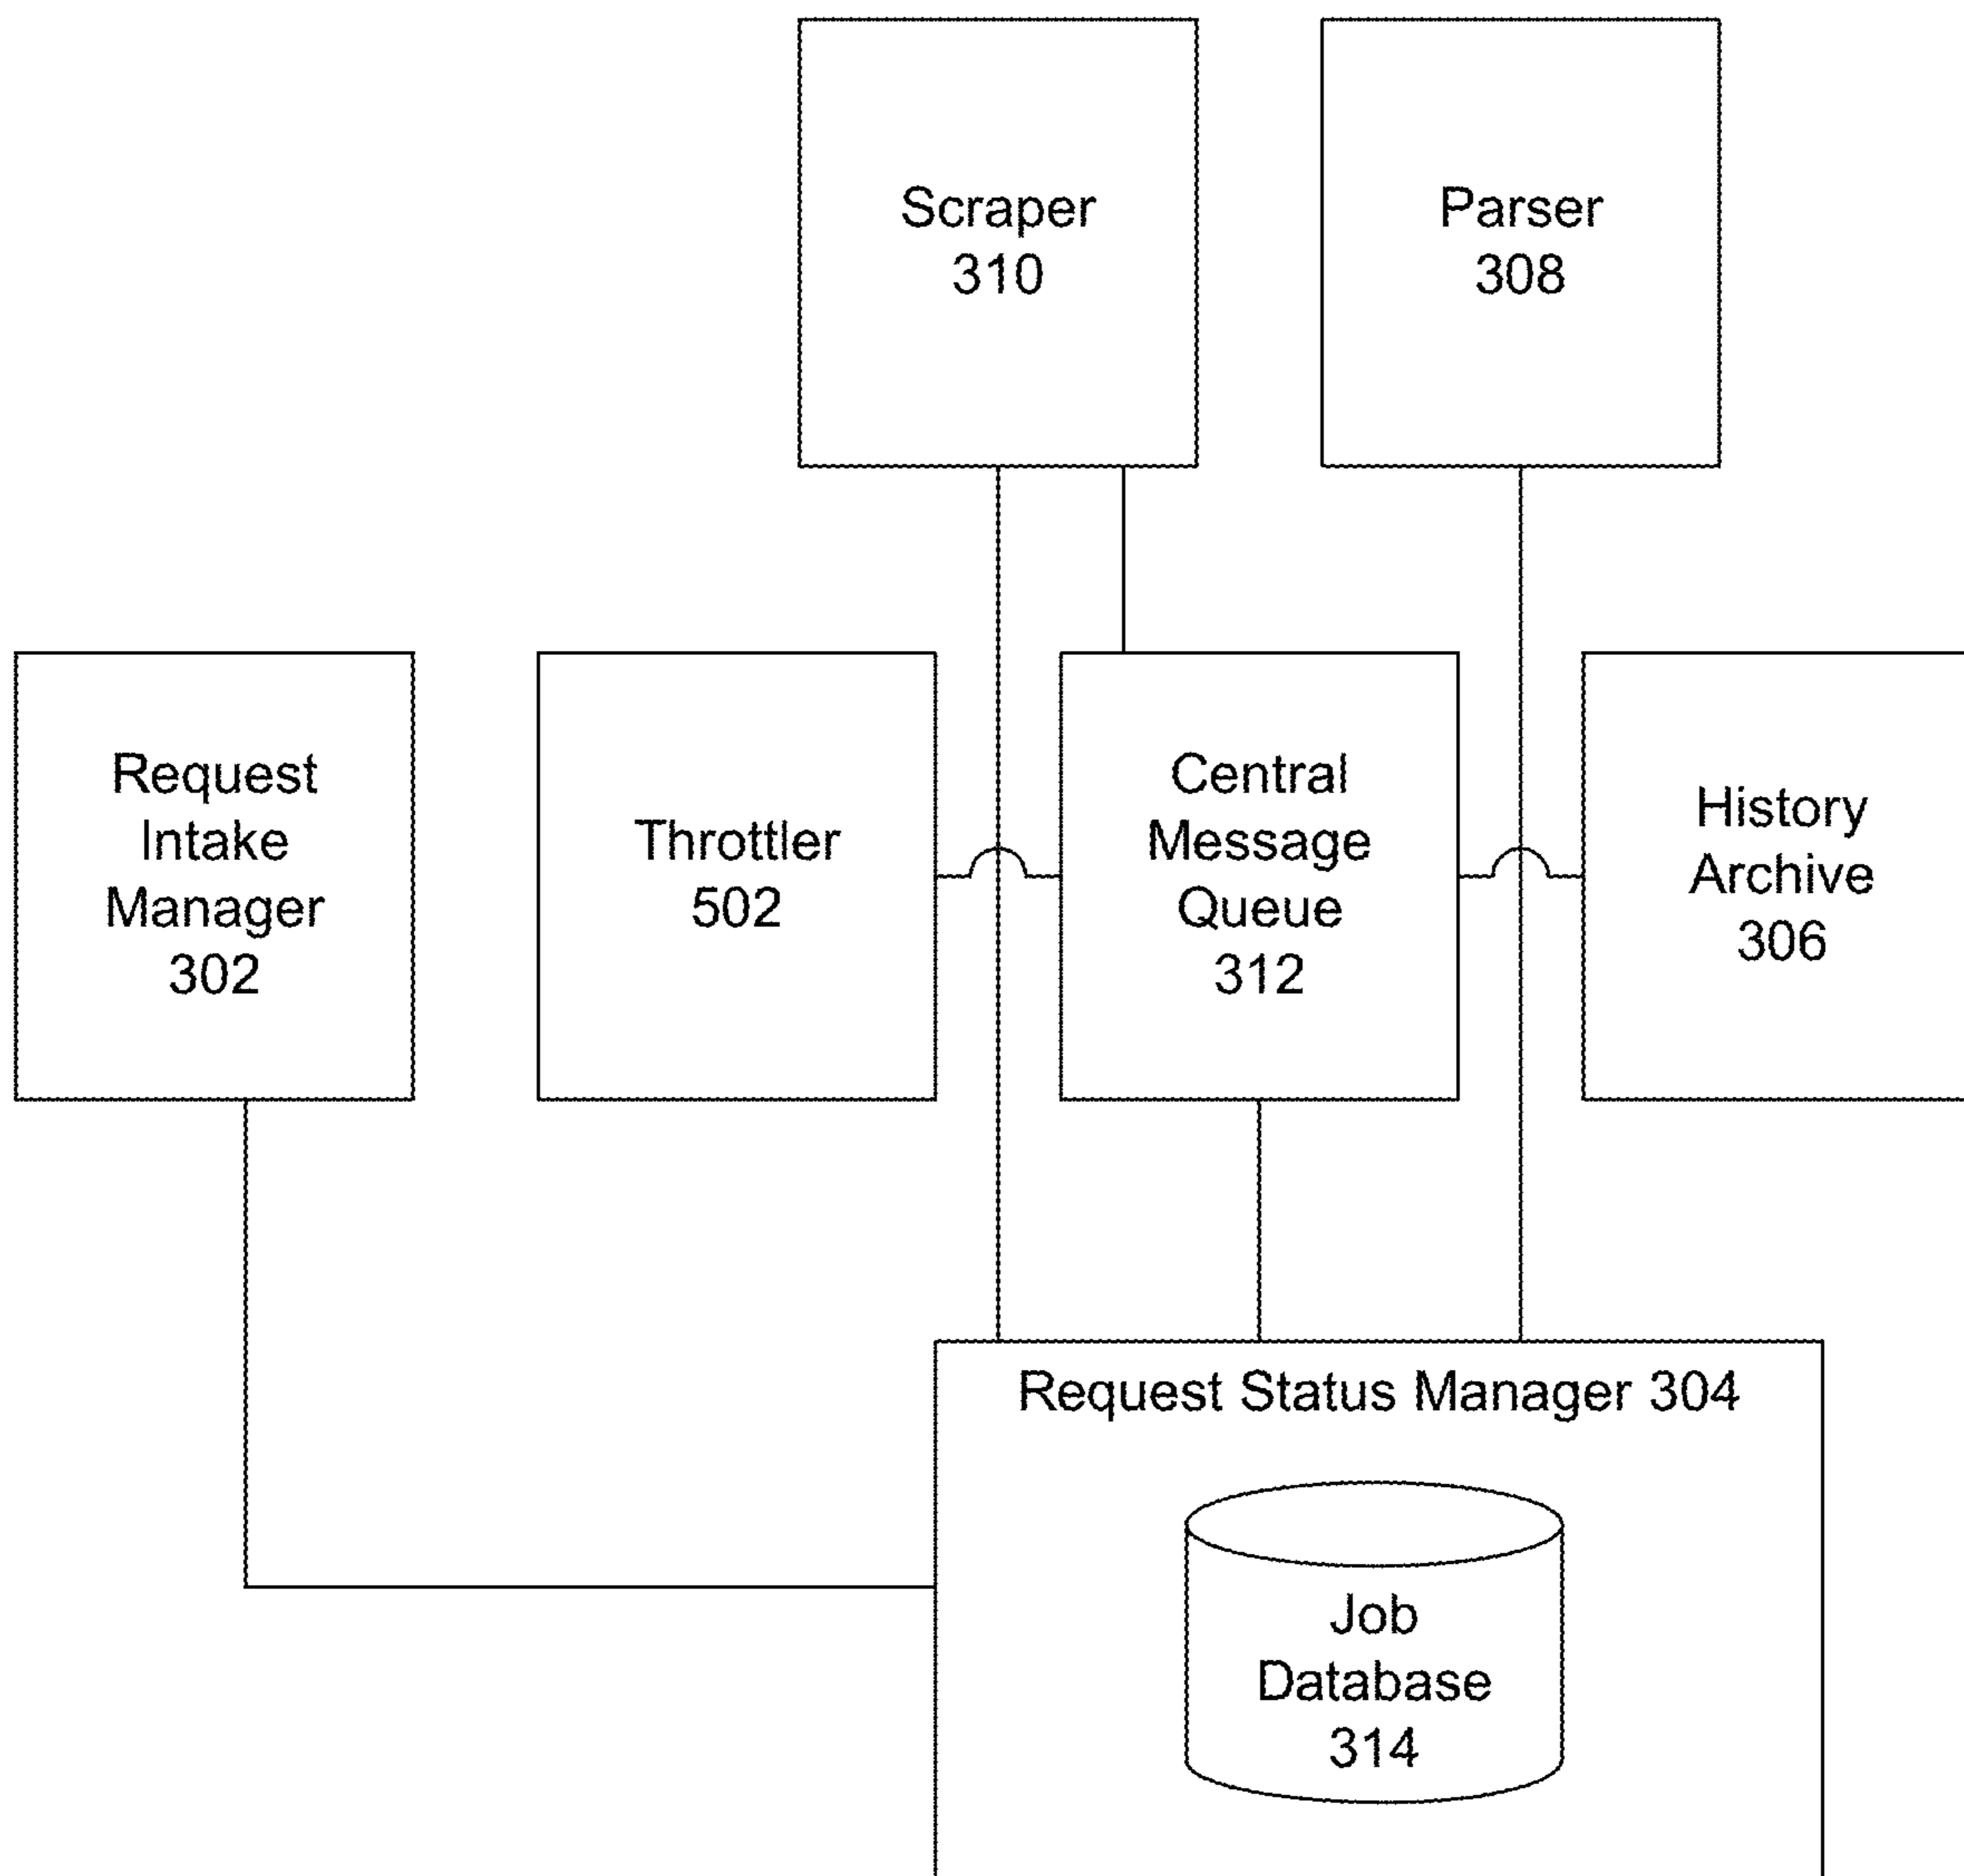 Scraper
310
Parser
308
Request
Intake
Manager
302
Throttler
502
Central
Message
Queue
312
History
Archive
306
Request Status Manager 304
Job
Database
314